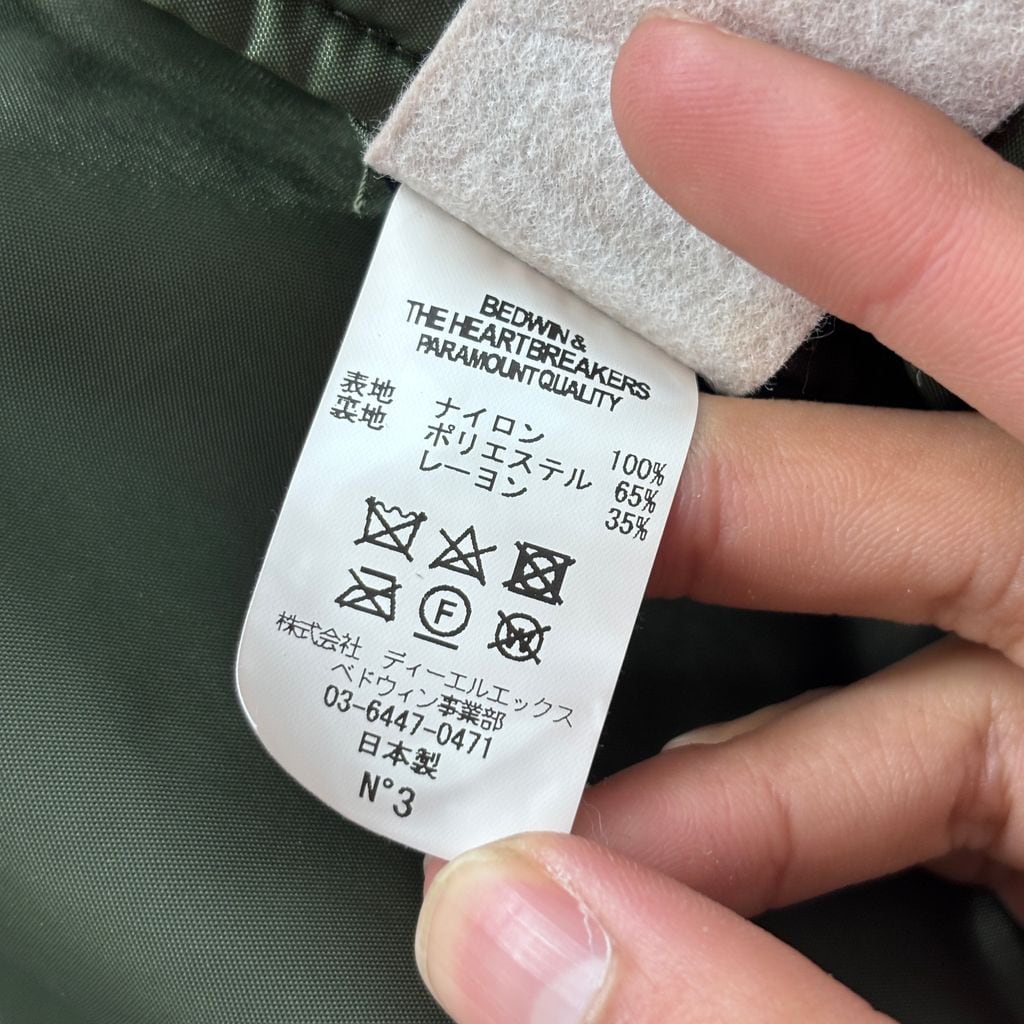 BEDWIN &
THE HEARTBREAKERS
PARAMOUNT QUALITY
表地 ナイロン 100%
裏地 ポリエステル 65%
レーヨン 35%
F
W
株式会社 ディーエルエックス
ベドウィン事業部
03-6447-0471
日本製
N°3